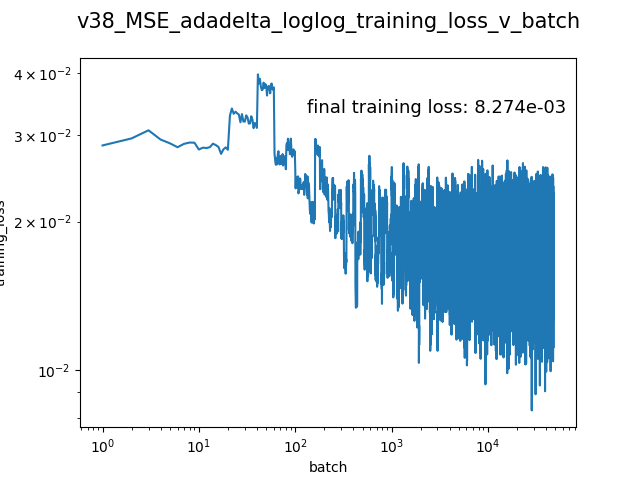 v38_MSE_adadelta_loglog_training_loss_v_batch
4 × 10⁻²
final training loss: 8.274e-03
3 × 10⁻²
2 × 10⁻²
training_loss
10⁻²
10⁰ 10¹ 10² 10³ 10⁴
batch